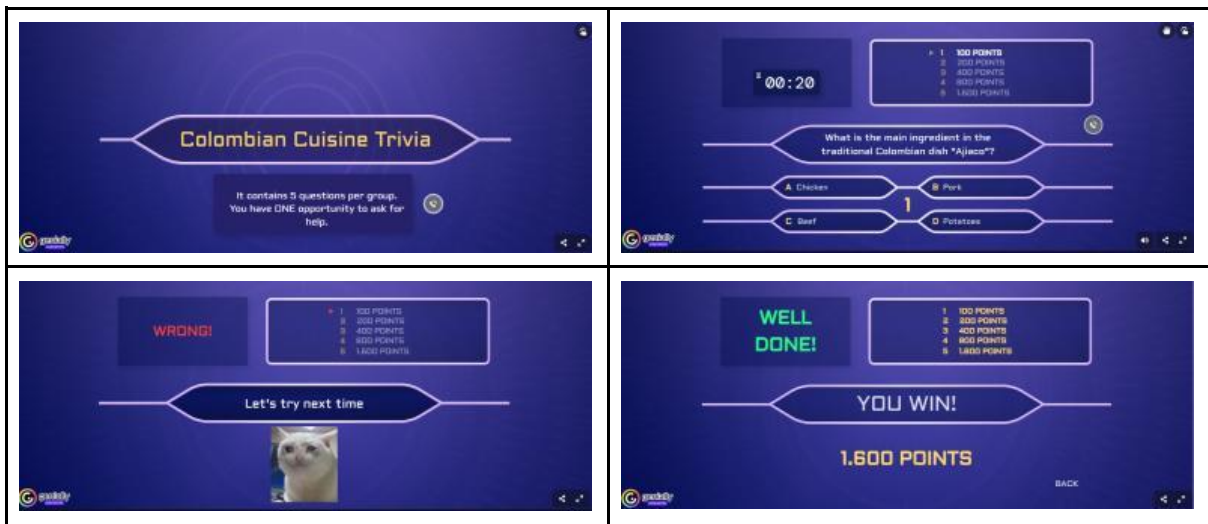 Colombian Cuisine Trivia
It contains 5 questions per group.
You have ONE opportunity to ask for
help.
genially
00:20
1 100 POINTS
2 200 POINTS
3 400 POINTS
4 800 POINTS
5 1.600 POINTS
What is the main ingredient in the
traditional Colombian dish "Ajiaco"?
A Chicken
B Pork
1
C Beef
D Potatoes
genially
WRONG!
1 100 POINTS
2 200 POINTS
3 400 POINTS
4 800 POINTS
5 1.600 POINTS
Let's try next time
genially
WELL
DONE!
1 100 POINTS
2 200 POINTS
3 400 POINTS
4 800 POINTS
5 1.600 POINTS
YOU WIN!
1.600 POINTS
BACK
genially